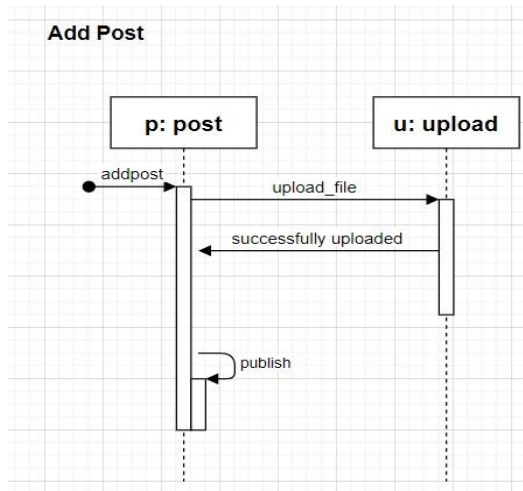 Add Post
p: post
u: upload
addpost
upload_file
successfully uploaded
publish